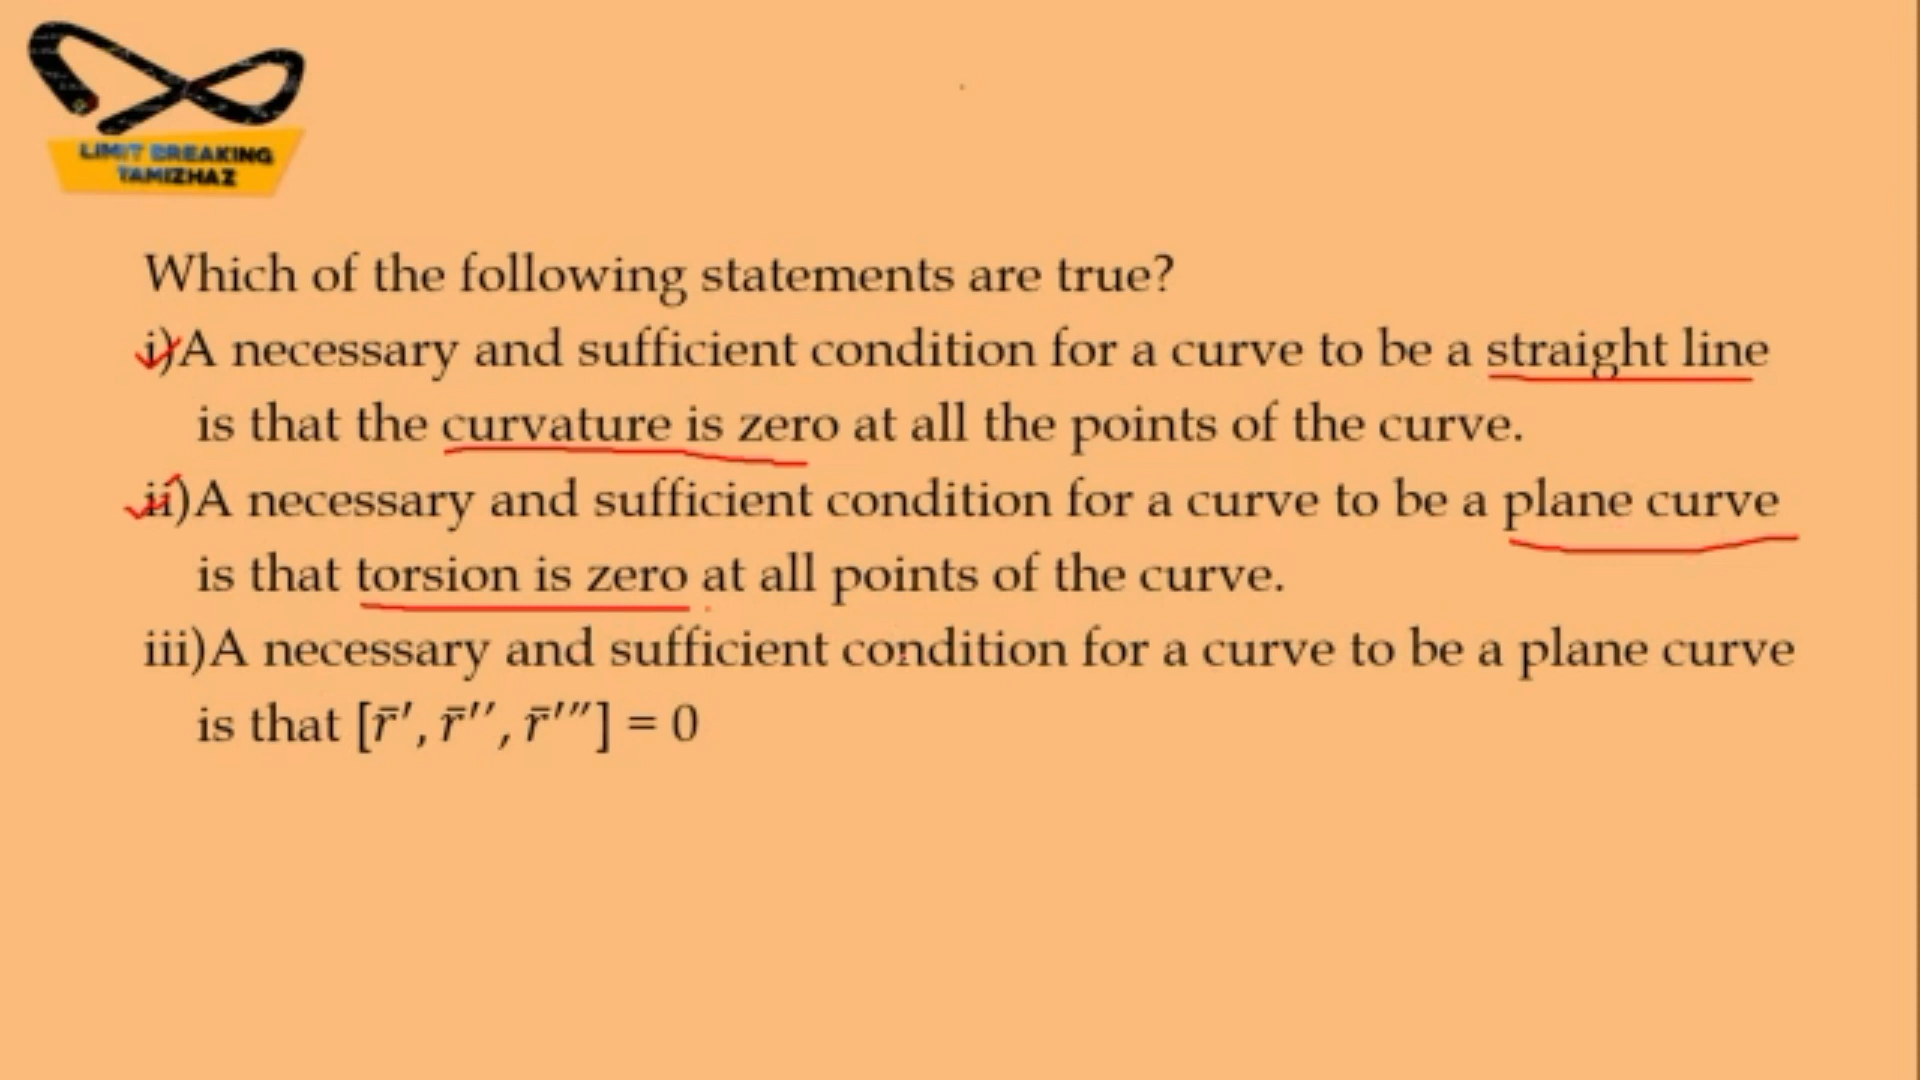 LIMIT BREAKING
TAMIZHAZ
Which of the following statements are true?
i)A necessary and sufficient condition for a curve to be a straight line
is that the curvature is zero at all the points of the curve.
ii)A necessary and sufficient condition for a curve to be a plane curve
is that torsion is zero at all points of the curve.
iii)A necessary and sufficient condition for a curve to be a plane curve
is that [r̄′, r̄′′, r̄′′′] = 0